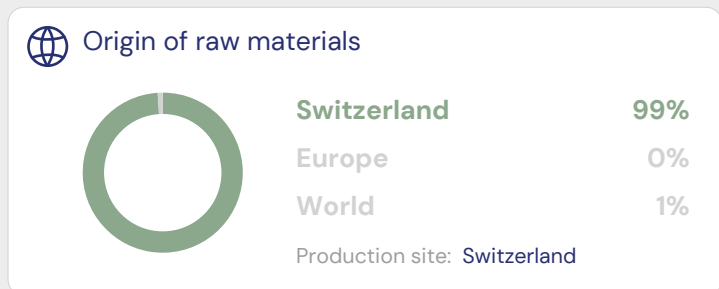 Origin of raw materials
Switzerland 99%
Europe 0%
World 1%
Production site: Switzerland